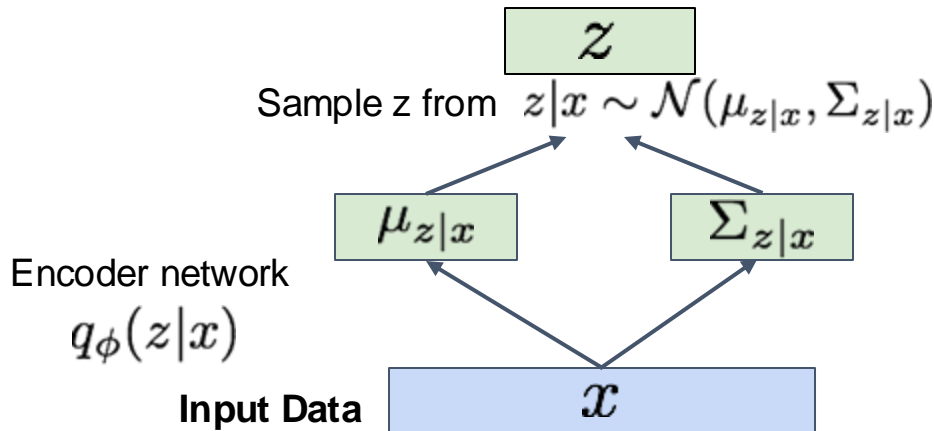 z
Sample z from z|x ∼ 𝒩(μ_{z|x}, Σ_{z|x})
μ_{z|x} Σ_{z|x}
Encoder network
q_ϕ(z|x)
Input Data x